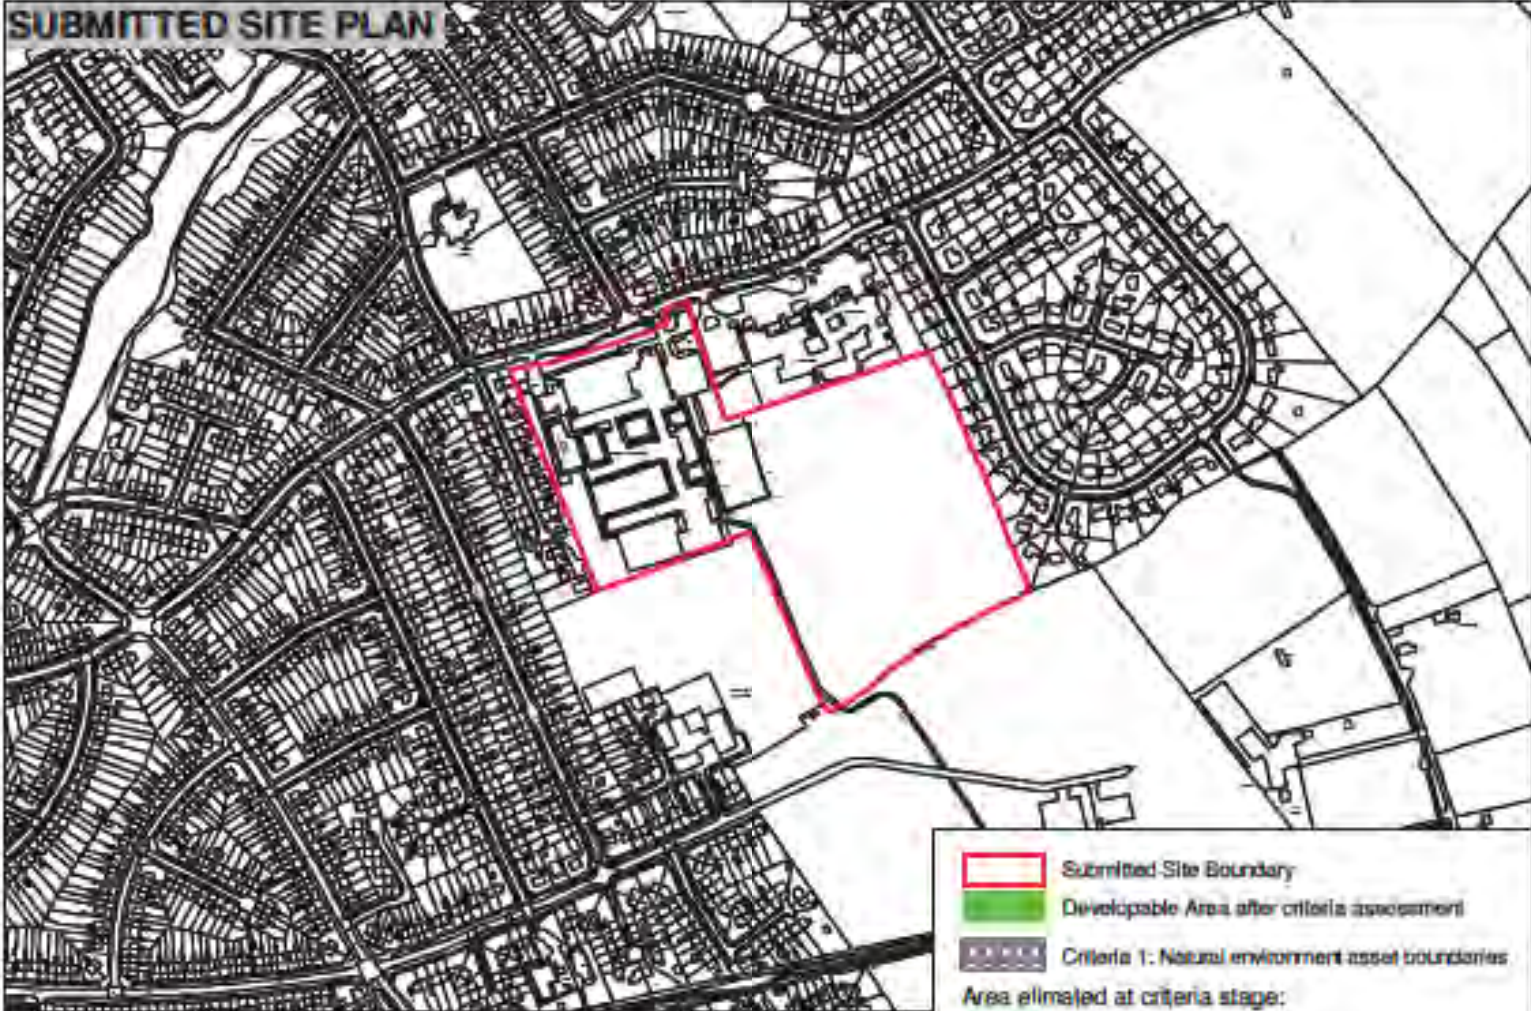 SUBMITTED SITE PLAN
Submitted Site Boundary
Developable Area after criteria assessment
Criteria 1: Natural environment asset boundaries
Area elimated at criteria stage: